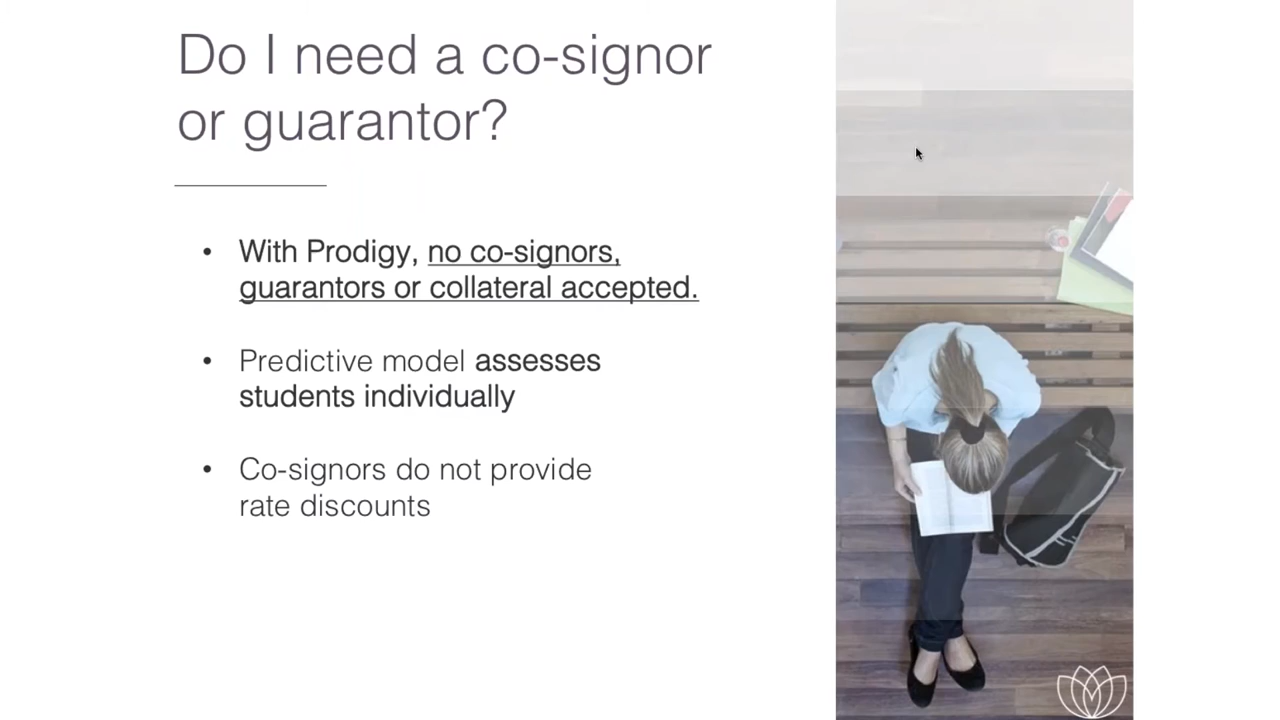 Do I need a co-signor
or guarantor?
• With Prodigy, no co-signors,
guarantors or collateral accepted.
• Predictive model assesses
students individually
• Co-signors do not provide
rate discounts